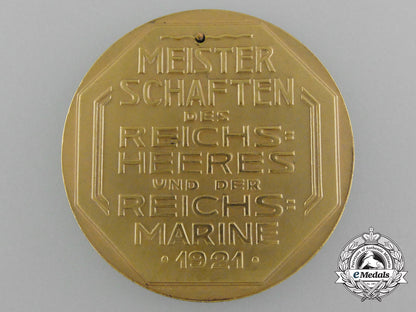 MEISTER
SCHAFTEN
DES
REICHS=
HEERES
UND DER
REICHS=
MARINE
· 1921 ·
eMedals